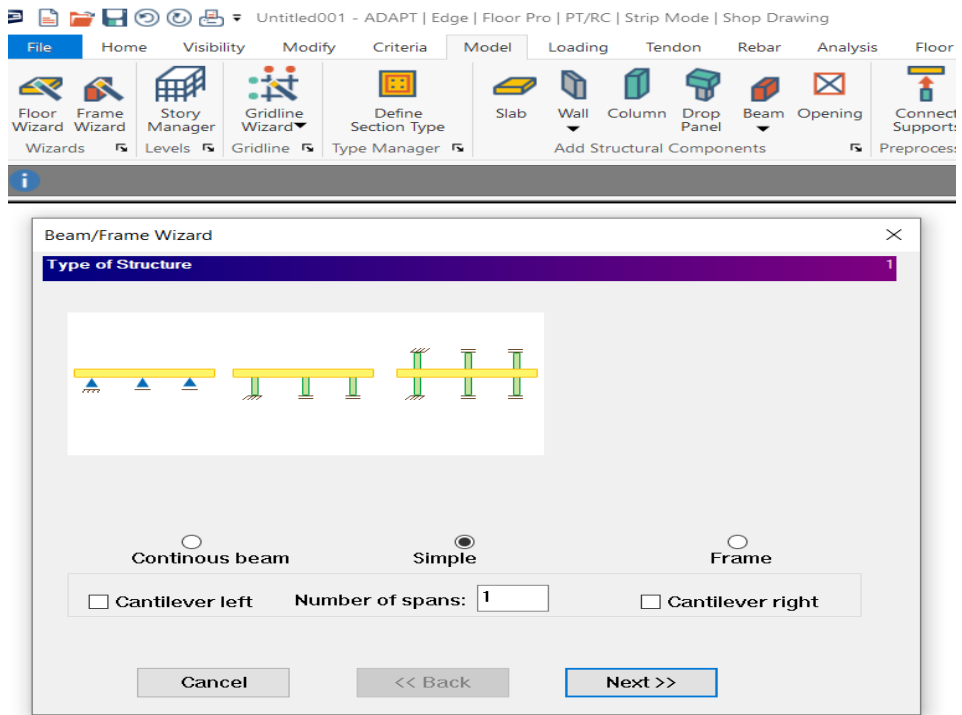 Untitled001 - ADAPT | Edge | Floor Pro | PT/RC | Strip Mode | Shop Drawing
File Home Visibility Modify Criteria Model Loading Tendon Rebar Analysis Floor
Floor Wizard
Frame Wizard
Story Manager
Gridline Wizard
Define Section Type
Slab
Wall
Column
Drop Panel
Beam
Opening
Connect Supports
Wizards Levels Gridline Type Manager Add Structural Components
Beam/Frame Wizard
Type of Structure 1
Continous beam Simple Frame
Cantilever left Number of spans: 1 Cantilever right
Cancel << Back Next >>